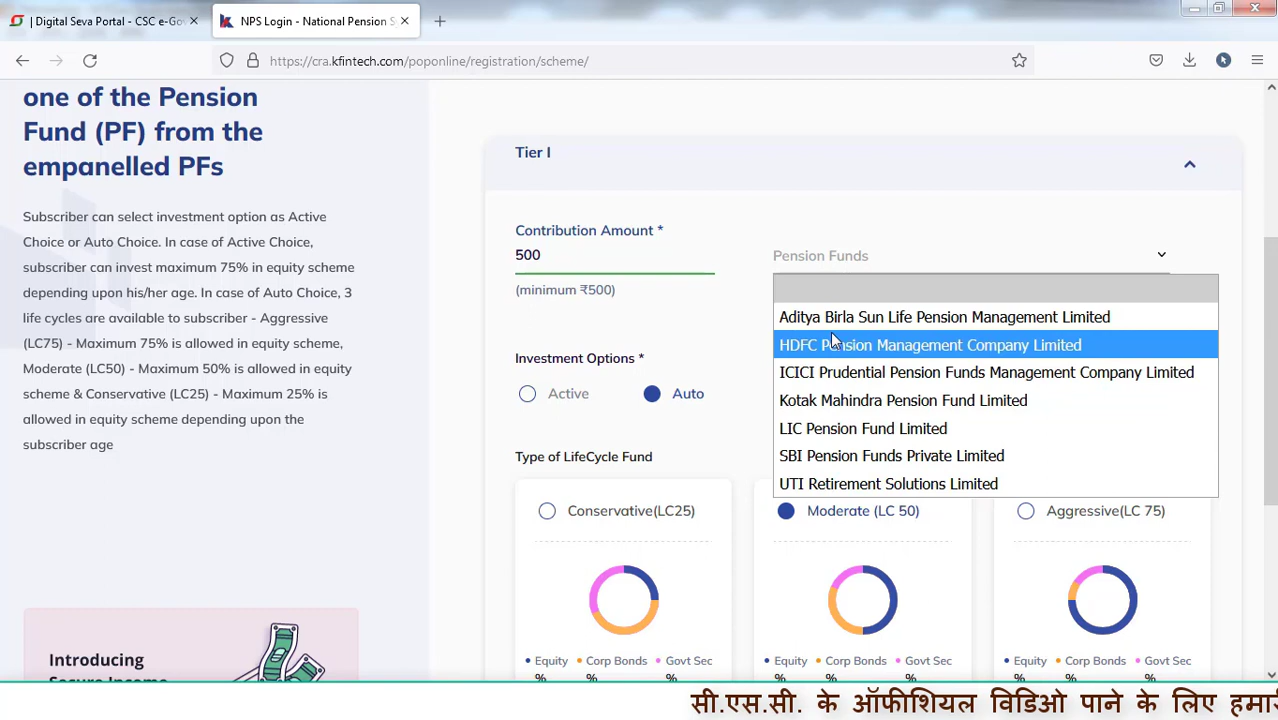 | Digital Seva Portal - CSC e-Gov
NPS Login - National Pension S
https://cra.kfintech.com/poponline/registration/scheme/
one of the Pension
Fund (PF) from the
empanelled PFs
Subscriber can select investment option as Active
Choice or Auto Choice. In case of Active Choice,
subscriber can invest maximum 75% in equity scheme
depending upon his/her age. In case of Auto Choice, 3
life cycles are available to subscriber - Aggressive
(LC75) - Maximum 75% is allowed in equity scheme,
Moderate (LC50) - Maximum 50% is allowed in equity
scheme & Conservative (LC25) - Maximum 25% is
allowed in equity scheme depending upon the
subscriber age
Introducing
Secure Income
Tier I
Contribution Amount *
500
(minimum ₹500)
Pension Funds
Aditya Birla Sun Life Pension Management Limited
HDFC Pension Management Company Limited
ICICI Prudential Pension Funds Management Company Limited
Kotak Mahindra Pension Fund Limited
LIC Pension Fund Limited
SBI Pension Funds Private Limited
UTI Retirement Solutions Limited
Investment Options *
Active Auto
Type of LifeCycle Fund
Conservative(LC25) Moderate (LC 50) Aggressive(LC 75)
Equity Corp Bonds Govt Sec Equity Corp Bonds Govt Sec Equity Corp Bonds Govt Sec
% % % % % % % % %
सी.एस.सी. के ऑफीशियल विडिओ पाने के लिए हमा